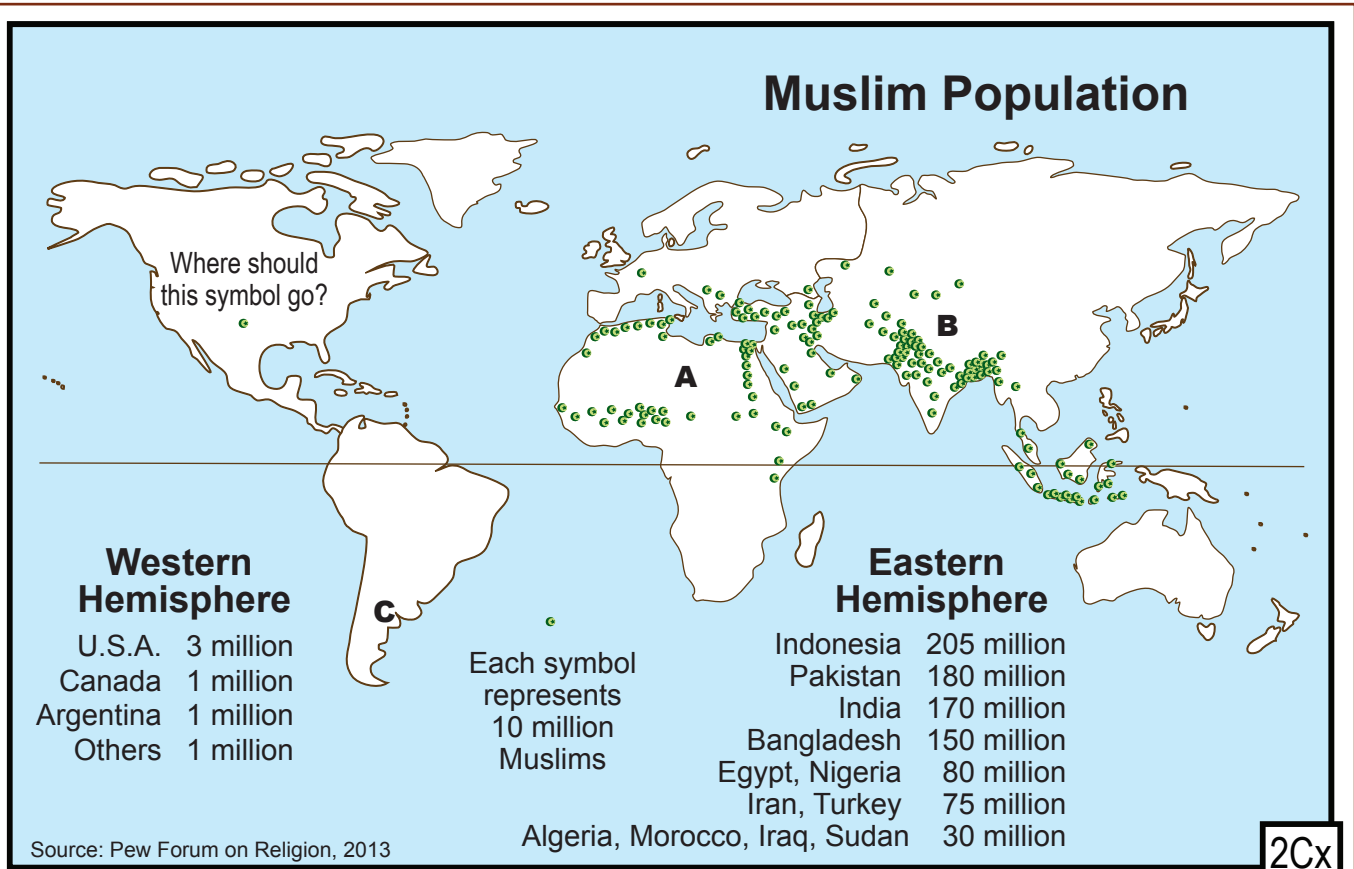 Muslim Population
Where should
this symbol go?
A
B
C
Western
Hemisphere
U.S.A. 3 million
Canada 1 million
Argentina 1 million
Others 1 million
Each symbol
represents
10 million
Muslims
Eastern
Hemisphere
Indonesia 205 million
Pakistan 180 million
India 170 million
Bangladesh 150 million
Egypt, Nigeria 80 million
Iran, Turkey 75 million
Algeria, Morocco, Iraq, Sudan 30 million
Source: Pew Forum on Religion, 2013
2Cx